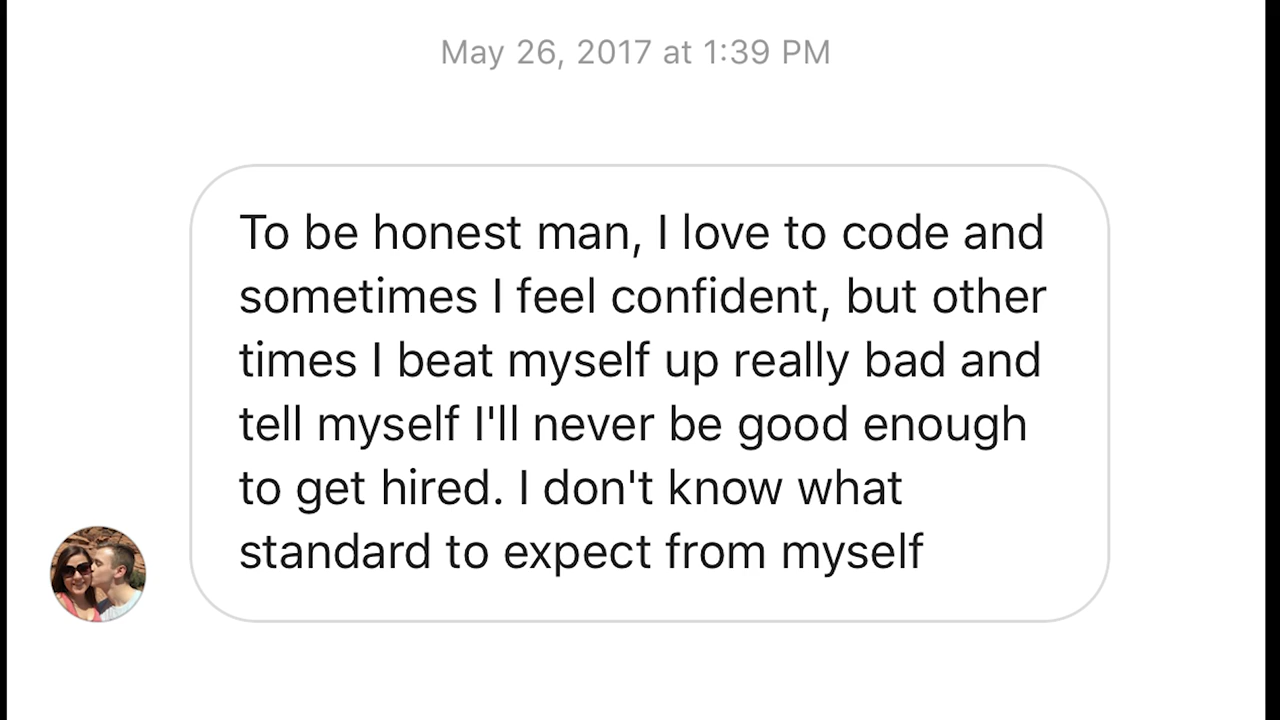 May 26, 2017 at 1:39 PM
To be honest man, I love to code and
sometimes I feel confident, but other
times I beat myself up really bad and
tell myself I'll never be good enough
to get hired. I don't know what
standard to expect from myself